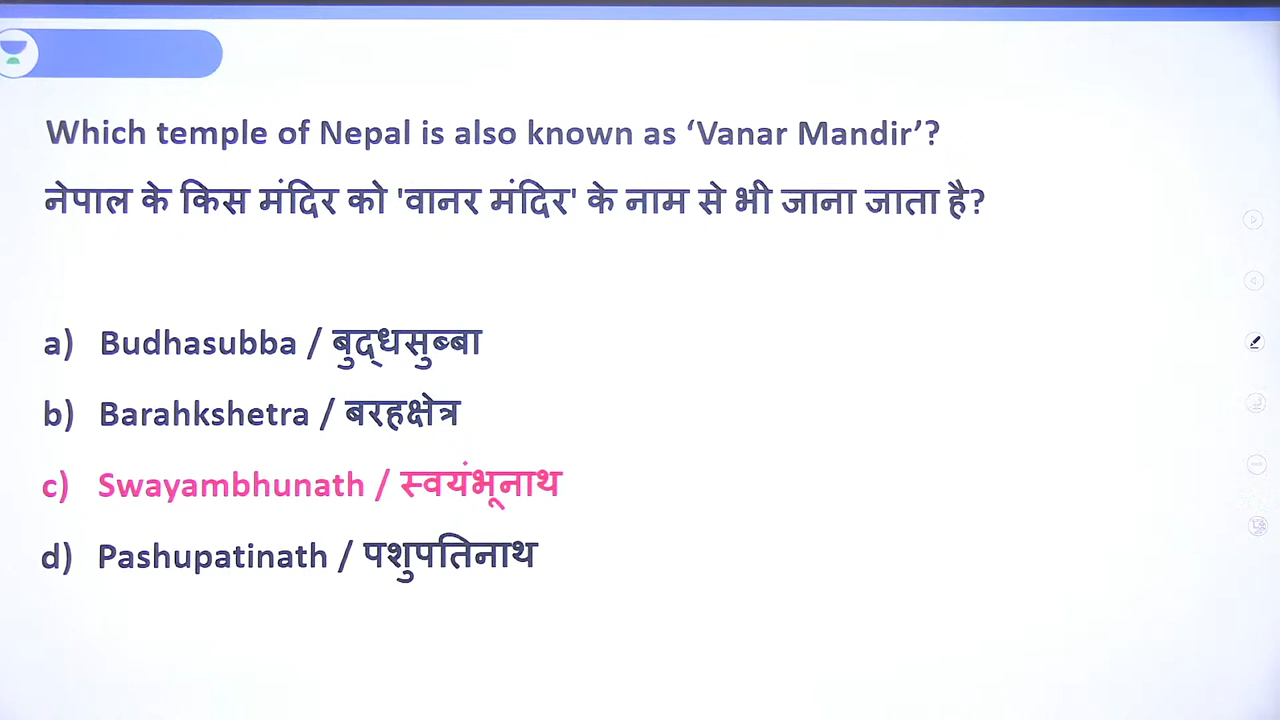 Which temple of Nepal is also known as ‘Vanar Mandir’?
नेपाल के किस मंदिर को 'वानर मंदिर' के नाम से भी जाना जाता है?
a) Budhasubba / बुद्धसुब्बा
b) Barahkshetra / बरहक्षेत्र
c) Swayambhunath / स्वयंभूनाथ
d) Pashupatinath / पशुपतिनाथ